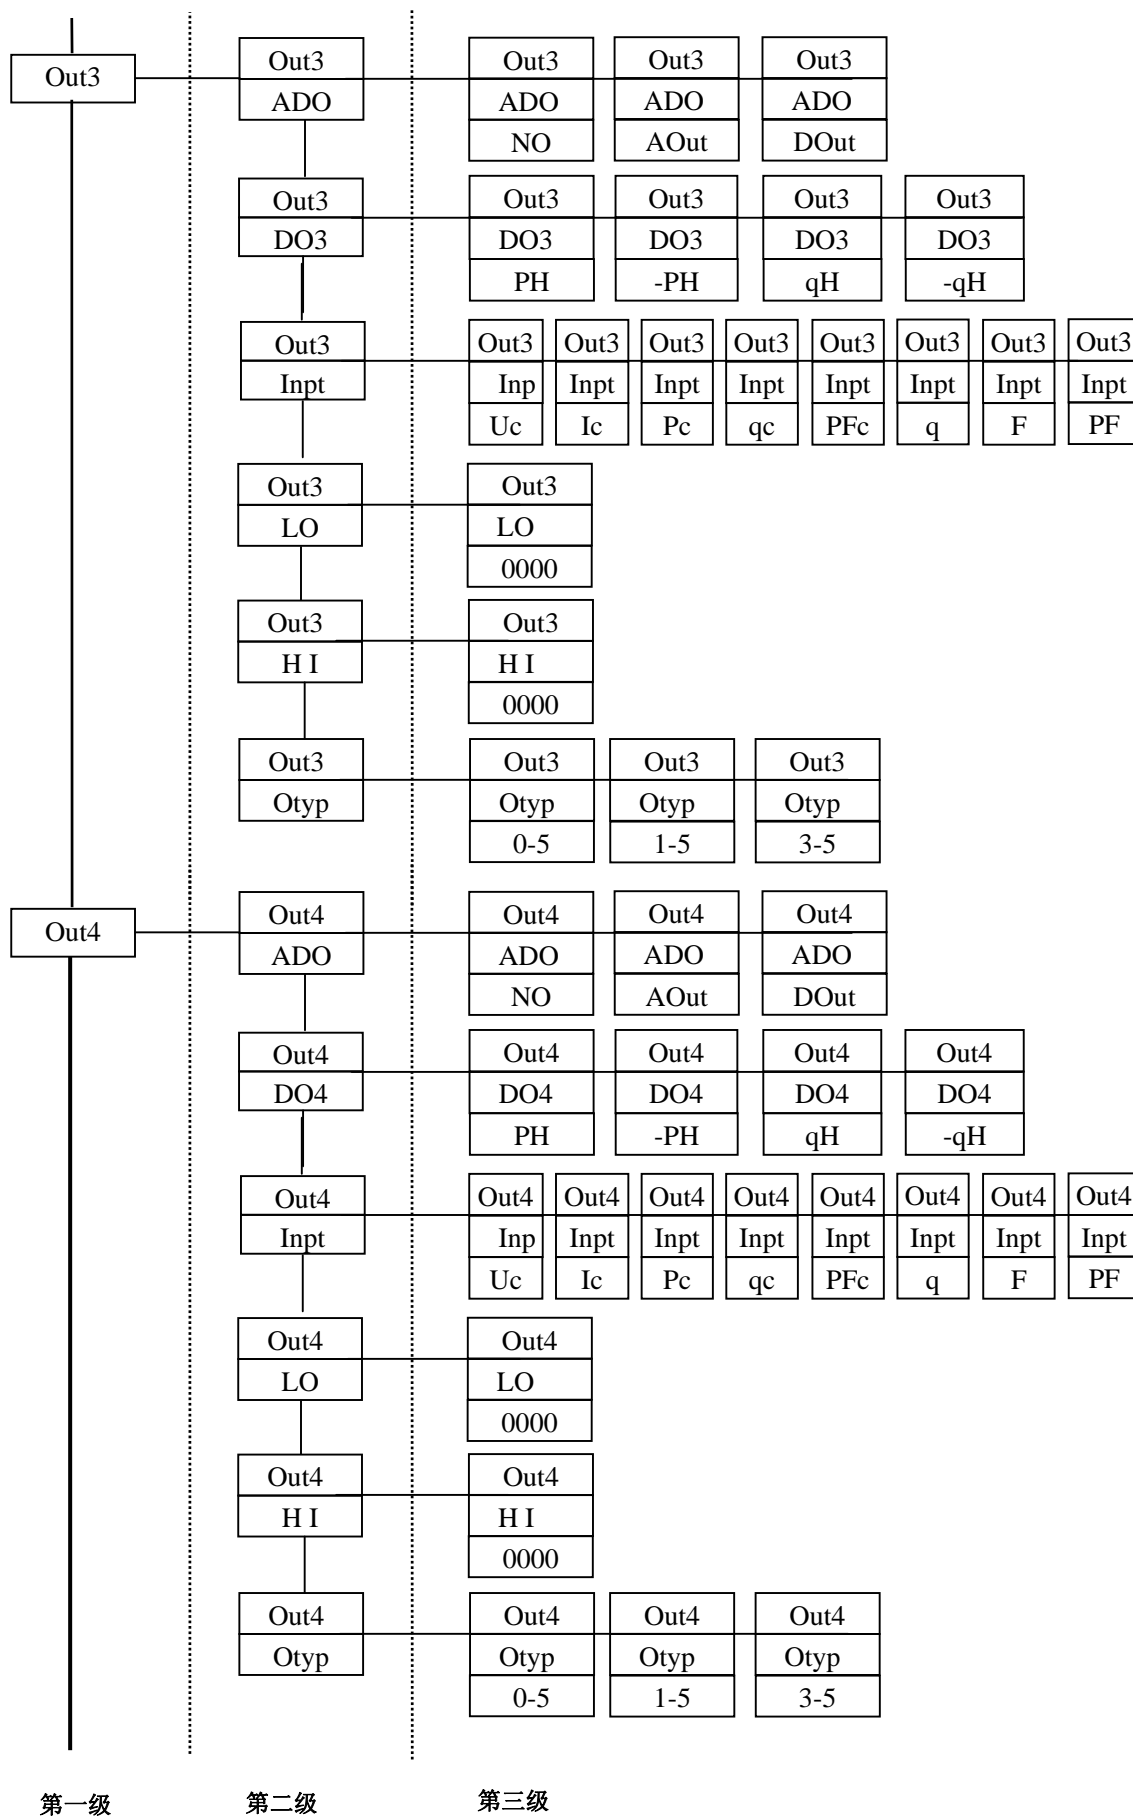 Out3 Out3 Out3 Out3 Out3
ADO ADO ADO ADO
NO AOut DOut
Out3 Out3 Out3 Out3 Out3
DO3 DO3 DO3 DO3 DO3
PH -PH qH -qH
Out3 Out3 Out3 Out3 Out3 Out3 Out3 Out3 Out3
Inpt Inp Inpt Inpt Inpt Inpt Inpt Inpt Inpt
Uc Ic Pc qc PFc q F PF
Out3 Out3
LO LO
0000
Out3 Out3
H I H I
0000
Out3 Out3 Out3 Out3
Otyp Otyp Otyp Otyp
0-5 1-5 3-5
Out4 Out4 Out4 Out4 Out4
ADO ADO ADO ADO
NO AOut DOut
Out4 Out4 Out4 Out4 Out4
DO4 DO4 DO4 DO4 DO4
PH -PH qH -qH
Out4 Out4 Out4 Out4 Out4 Out4 Out4 Out4 Out4
Inpt Inp Inpt Inpt Inpt Inpt Inpt Inpt Inpt
Uc Ic Pc qc PFc q F PF
Out4 Out4
LO LO
0000
Out4 Out4
H I H I
0000
Out4 Out4 Out4 Out4
Otyp Otyp Otyp Otyp
0-5 1-5 3-5
第一级 第二级 第三级